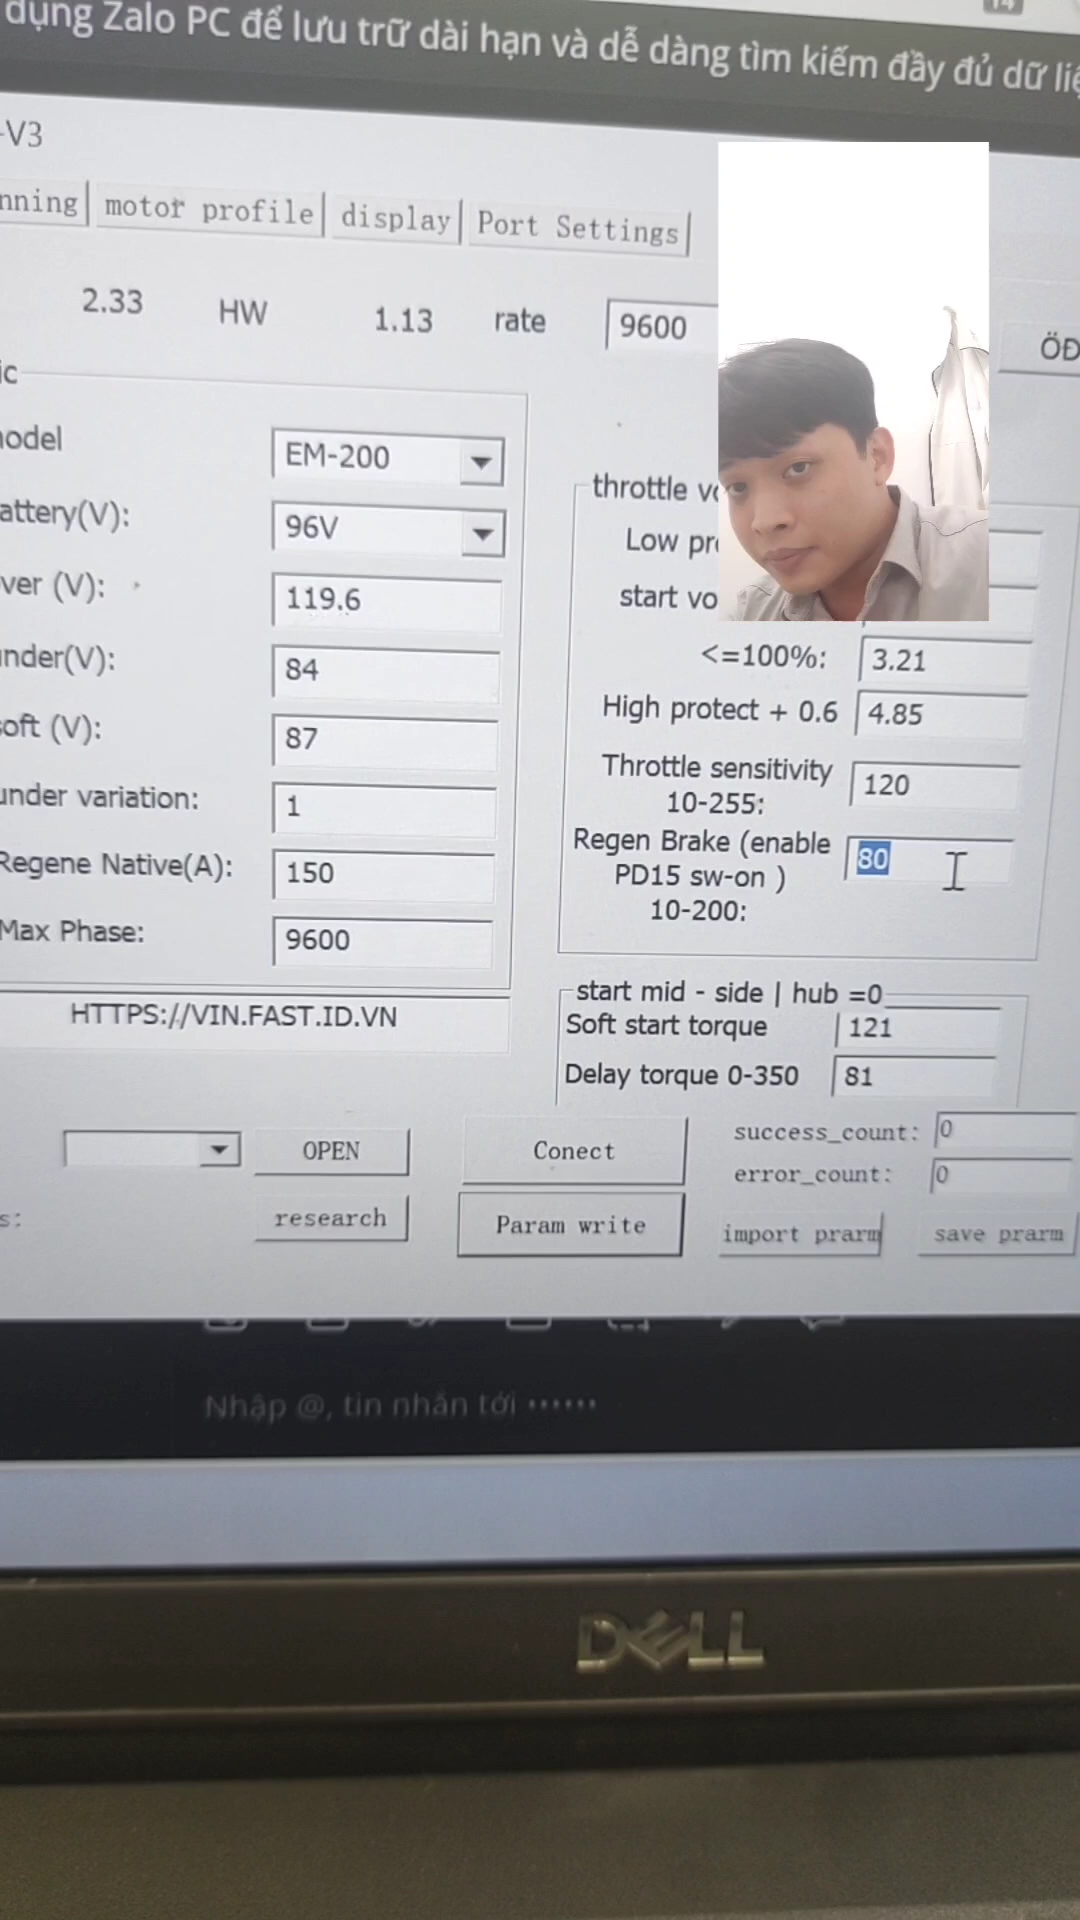 dụng Zalo PC để lưu trữ dài hạn và dễ dàng tìm kiếm đầy đủ dữ liệ
-V3
nning
motor profile
display
Port Settings
2.33
HW
1.13
rate
9600
ÖÐ
ic
odel
EM-200
attery(V):
96V
ver (V):
119.6
nder(V):
84
soft (V):
87
under variation:
1
Regene Native(A):
150
Max Phase:
9600
HTTPS://VIN.FAST.ID.VN
throttle vo
Low pro
start vo
<=100%:
3.21
High protect + 0.6
4.85
Throttle sensitivity
10-255:
120
Regen Brake (enable
PD15 sw-on )
10-200:
80
start mid - side | hub =0
Soft start torque
121
Delay torque 0-350
81
OPEN
Conect
success_count:
0
error_count:
0
s:
research
Param write
import prarm
save prarm
Nhập @, tin nhắn tới ······
DELL